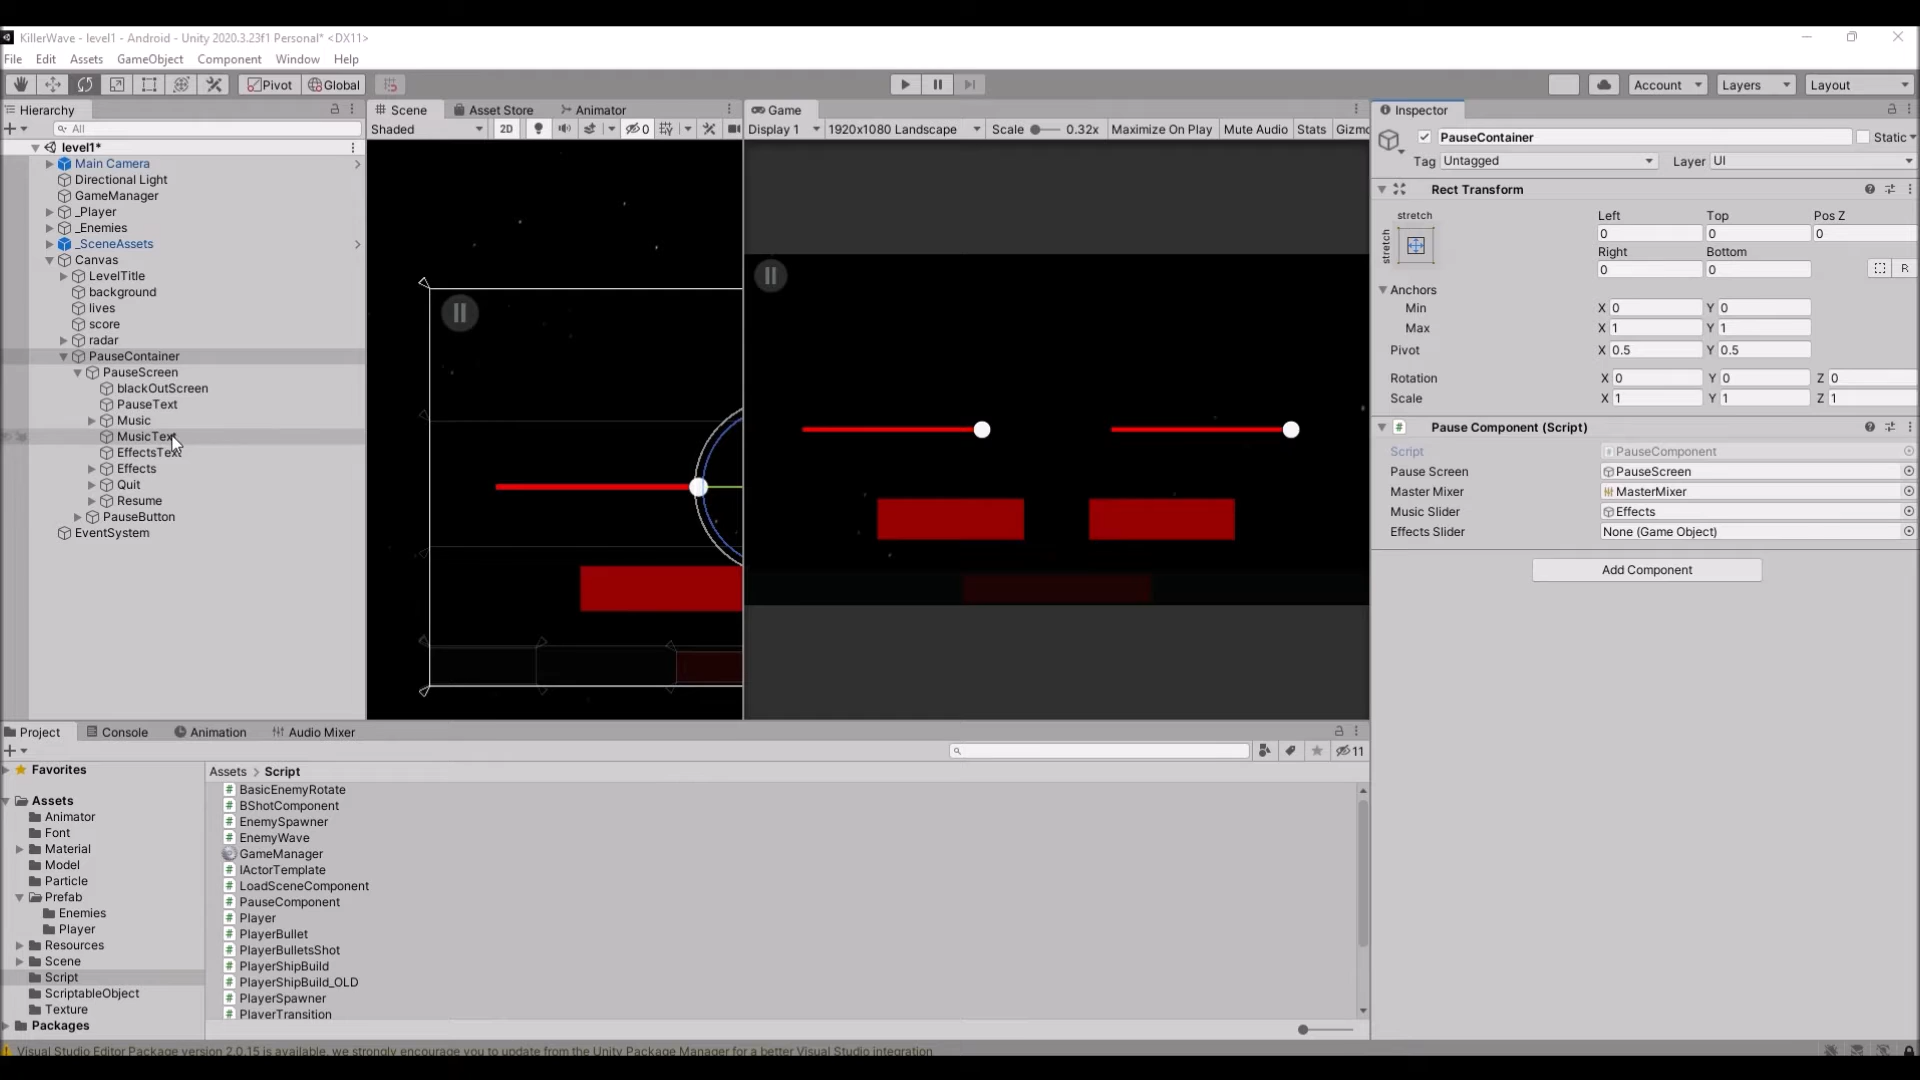 KillerWave - level1 - Android - Unity 2020.3.23f1 Personal* <DX11>
File Edit Assets GameObject Component Window Help
Pivot Global Account Layers Layout
Hierarchy Scene Asset Store Animator Game Inspector
All Shaded 2D 0 Display 1 1920x1080 Landscape Scale 0.32x Maximize On Play Mute Audio Stats Gizmo
PauseContainer Static
Tag Untagged Layer UI
level1*
Main Camera
Directional Light
GameManager
_Player
_Enemies
_SceneAssets
Canvas
LevelTitle
background
lives
score
radar
PauseContainer
PauseScreen
blackOutScreen
PauseText
Music
MusicText
EffectsText
Effects
Quit
Resume
PauseButton
EventSystem
Rect Transform
stretch Left Top Pos Z
stretch 0 0 0
Right Bottom
0 0 R
Anchors
Min X 0 Y 0
Max X 1 Y 1
Pivot X 0.5 Y 0.5
Rotation X 0 Y 0 Z 0
Scale X 1 Y 1 Z 1
Pause Component (Script)
Script PauseComponent
Pause Screen PauseScreen
Master Mixer MasterMixer
Music Slider Effects
Effects Slider None (Game Object)
Add Component
Project Console Animation Audio Mixer
11
Favorites
Assets
Animator
Font
Material
Model
Particle
Prefab
Enemies
Player
Resources
Scene
Script
ScriptableObject
Texture
Packages
Assets > Script
BasicEnemyRotate
BShotComponent
EnemySpawner
EnemyWave
GameManager
IActorTemplate
LoadSceneComponent
PauseComponent
Player
PlayerBullet
PlayerBulletsShot
PlayerShipBuild
PlayerShipBuild_OLD
PlayerSpawner
PlayerTransition
Visual Studio Editor Package version 2.0.15 is available, we strongly encourage you to update from the Unity Package Manager for a better Visual Studio integration